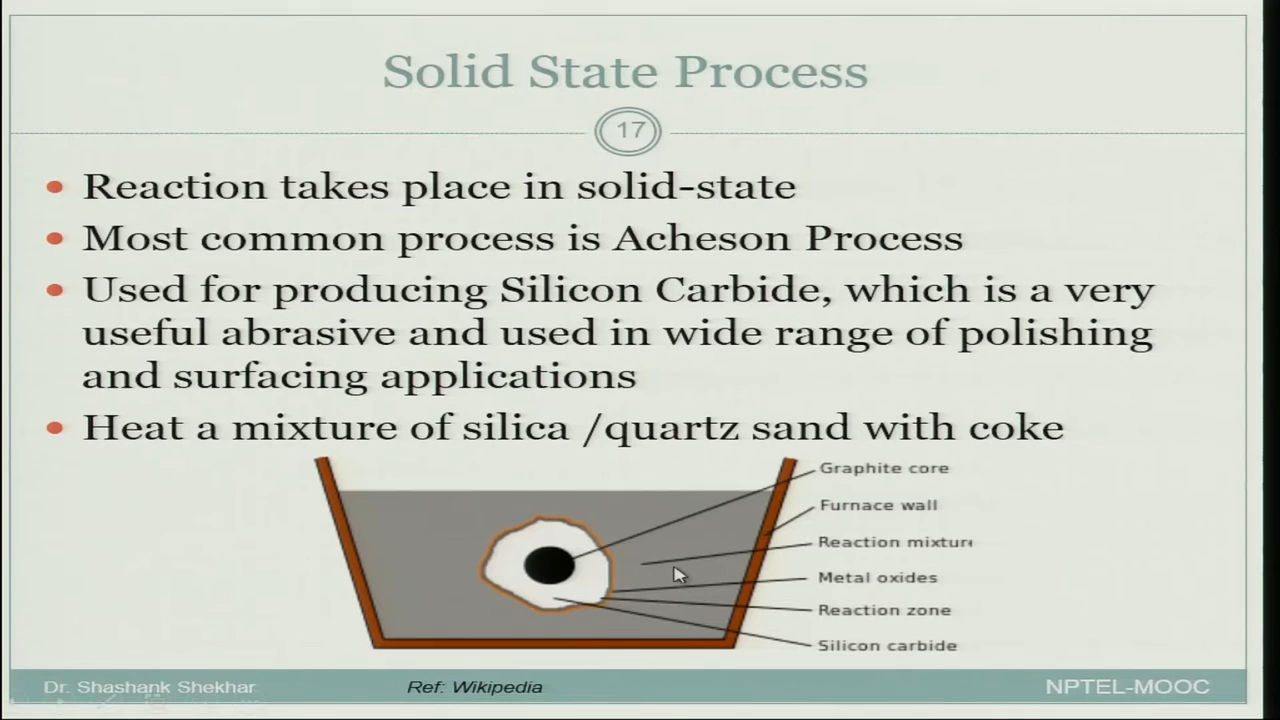 Solid State Process
17
• Reaction takes place in solid-state
• Most common process is Acheson Process
• Used for producing Silicon Carbide, which is a very
useful abrasive and used in wide range of polishing
and surfacing applications
• Heat a mixture of silica /quartz sand with coke
Graphite core
Furnace wall
Reaction mixture
Metal oxides
Reaction zone
Silicon carbide
Dr. Shashank Shekhar
Ref: Wikipedia
NPTEL-MOOC